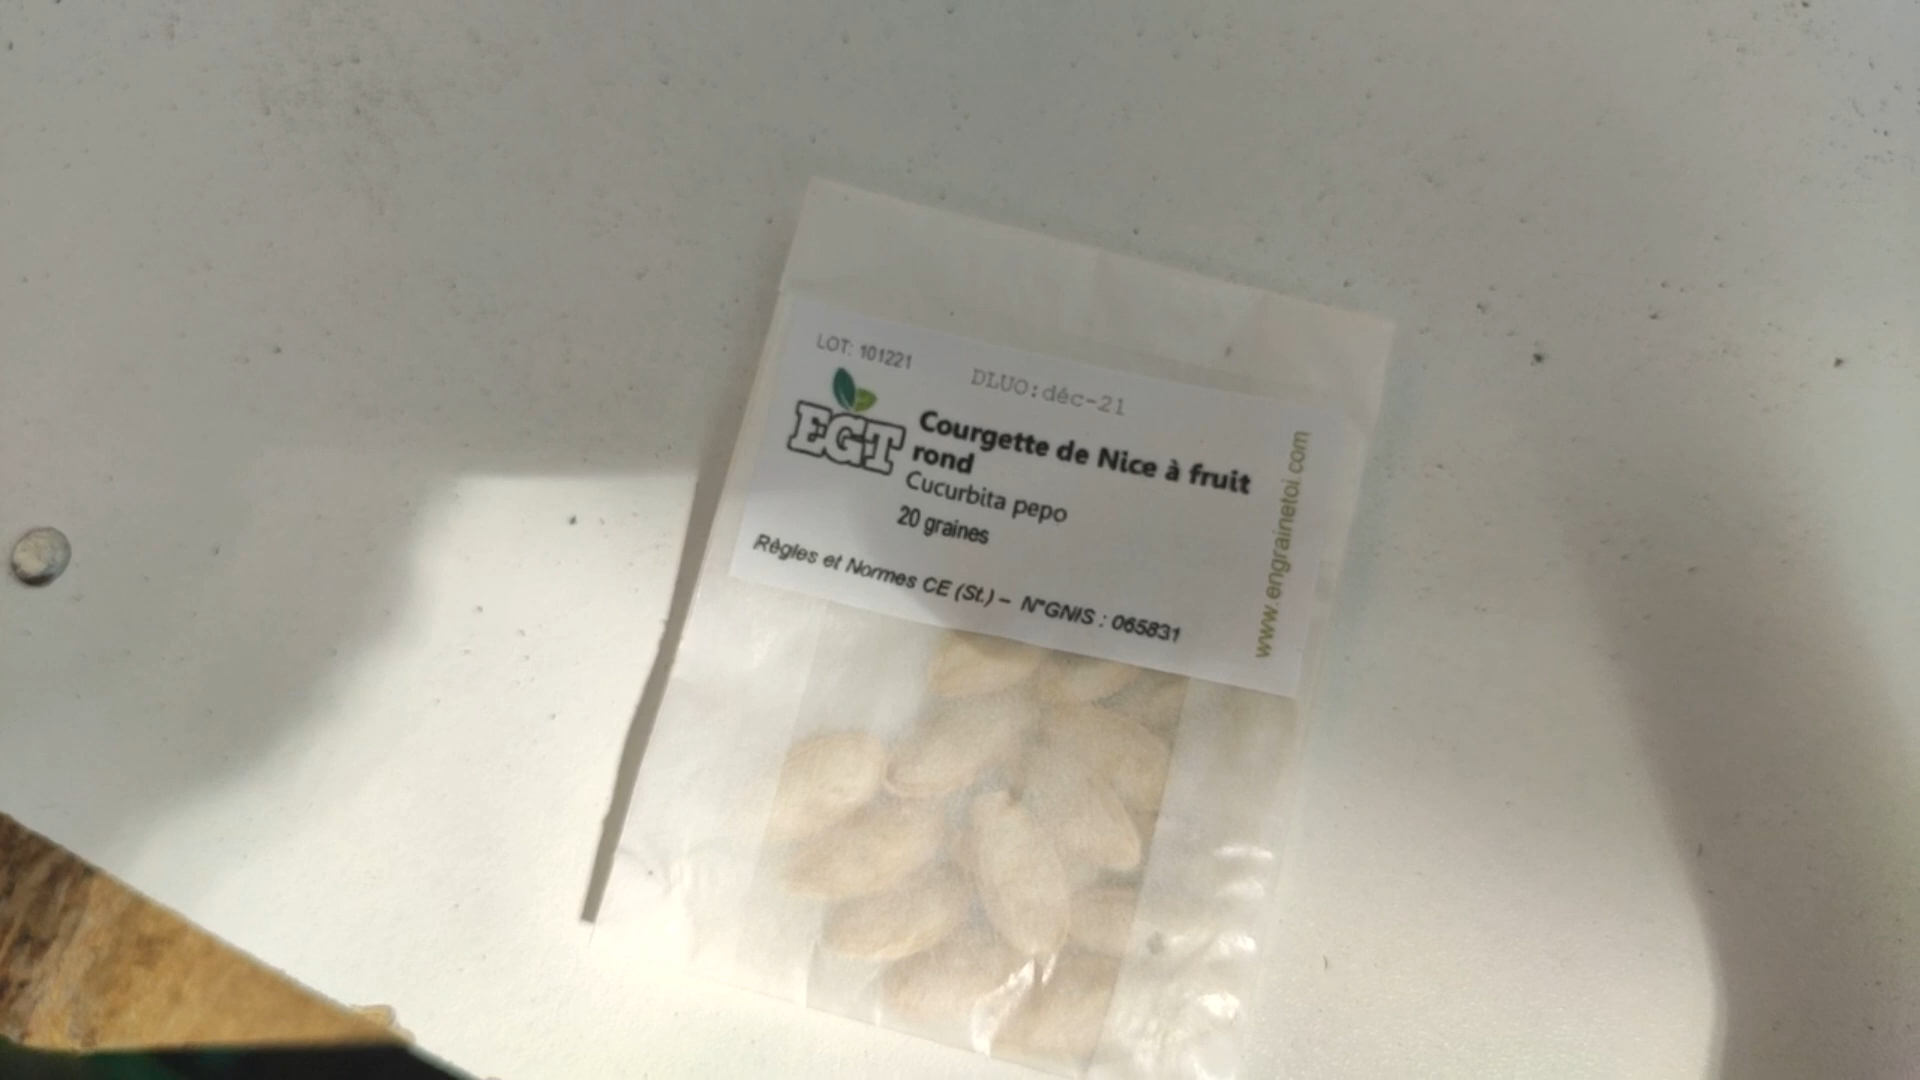 LOT: 101221
DLUO:déc-21
EGT
Courgette de Nice à fruit
rond
Cucurbita pepo
20 graines
Règles et Normes CE (St.) – N°GNIS : 065831
www.engrainetoi.com